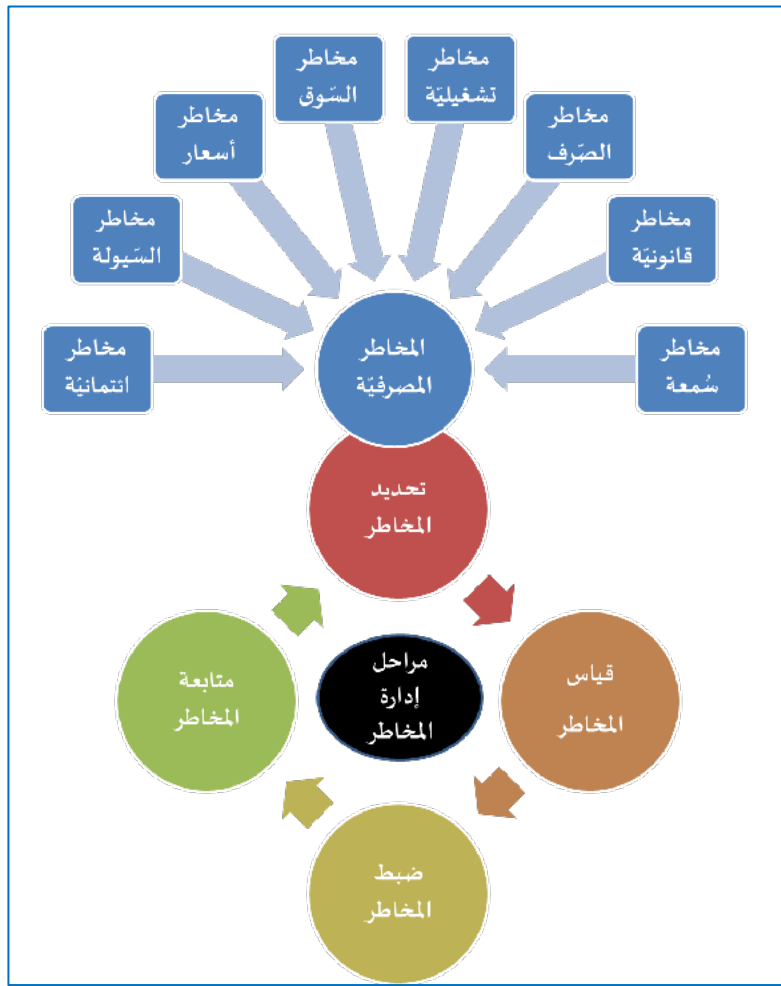 مخاطر
تشغيليّة
مخاطر
السّوق
مخاطر
الصّرف
مخاطر
أسعار
مخاطر
قانونيّة
مخاطر
السّيولة
مخاطر
سُمعة
المخاطر
المصرفيّة
مخاطر
ائتمانيّة
تحديد
المخاطر
قياس
المخاطر
مراحل
إدارة
المخاطر
متابعة
المخاطر
ضبط
المخاطر